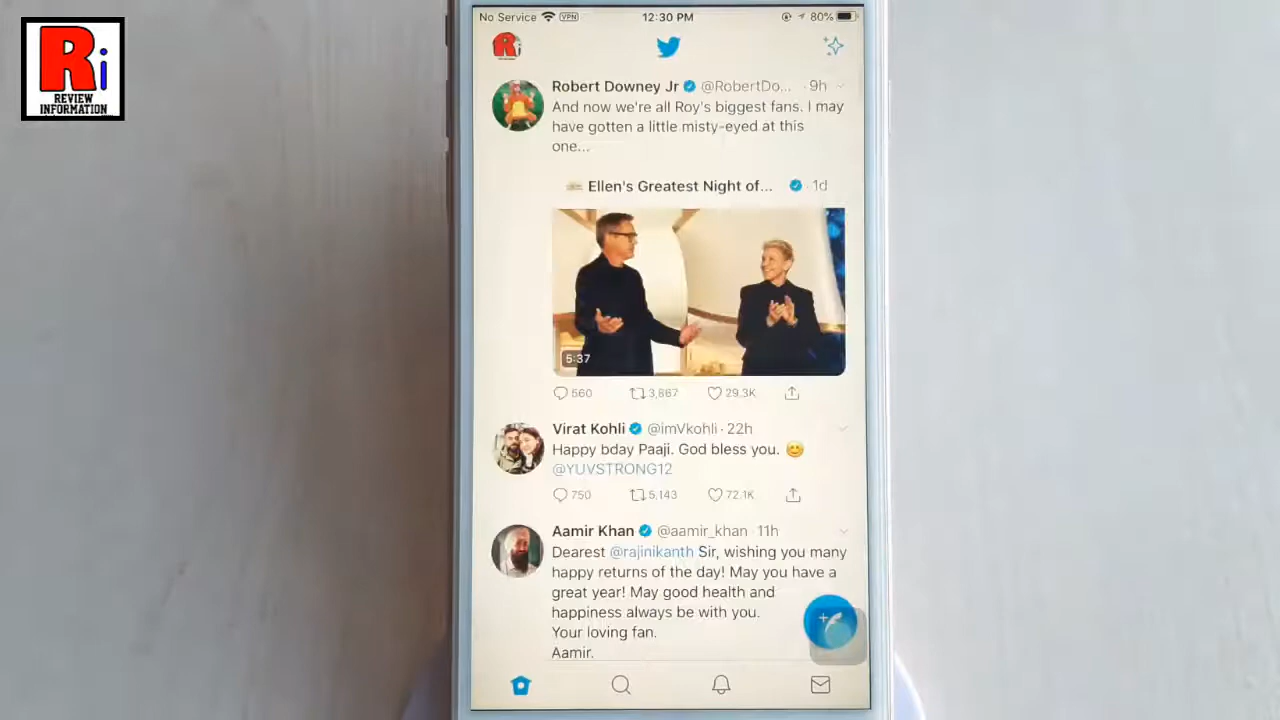 Ri
REVIEW
INFORMATION
No Service VPN 12:30 PM 80%
Robert Downey Jr @RobertDo... · 9h
And now we're all Roy's biggest fans. I may
have gotten a little misty-eyed at this
one...
Ellen's Greatest Night of... · 1d
5:37
560 3,867 29.3K
Virat Kohli @imVkohli · 22h
Happy bday Paaji. God bless you. 😊
@YUVSTRONG12
750 5,143 72.1K
Aamir Khan @aamir_khan · 11h
Dearest @rajinikanth Sir, wishing you many
happy returns of the day! May you have a
great year! May good health and
happiness always be with you.
Your loving fan.
Aamir.